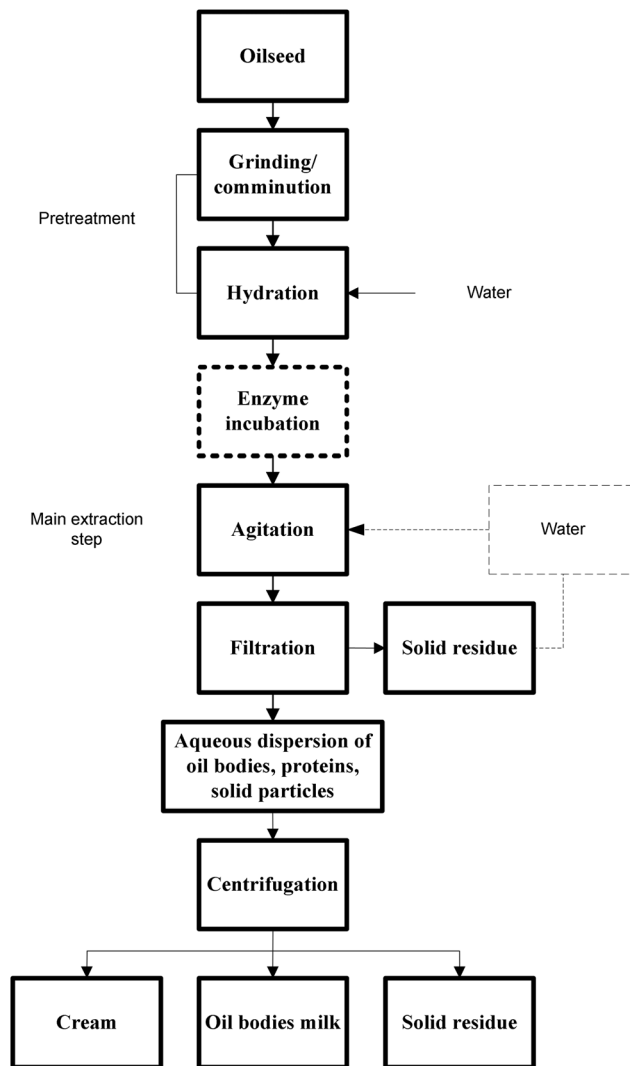 Oilseed
Grinding/
comminution
Pretreatment
Hydration
Water
Enzyme
incubation
Main extraction
step
Agitation
Water
Filtration
Solid residue
Aqueous dispersion of
oil bodies, proteins,
solid particles
Centrifugation
Cream
Oil bodies milk
Solid residue